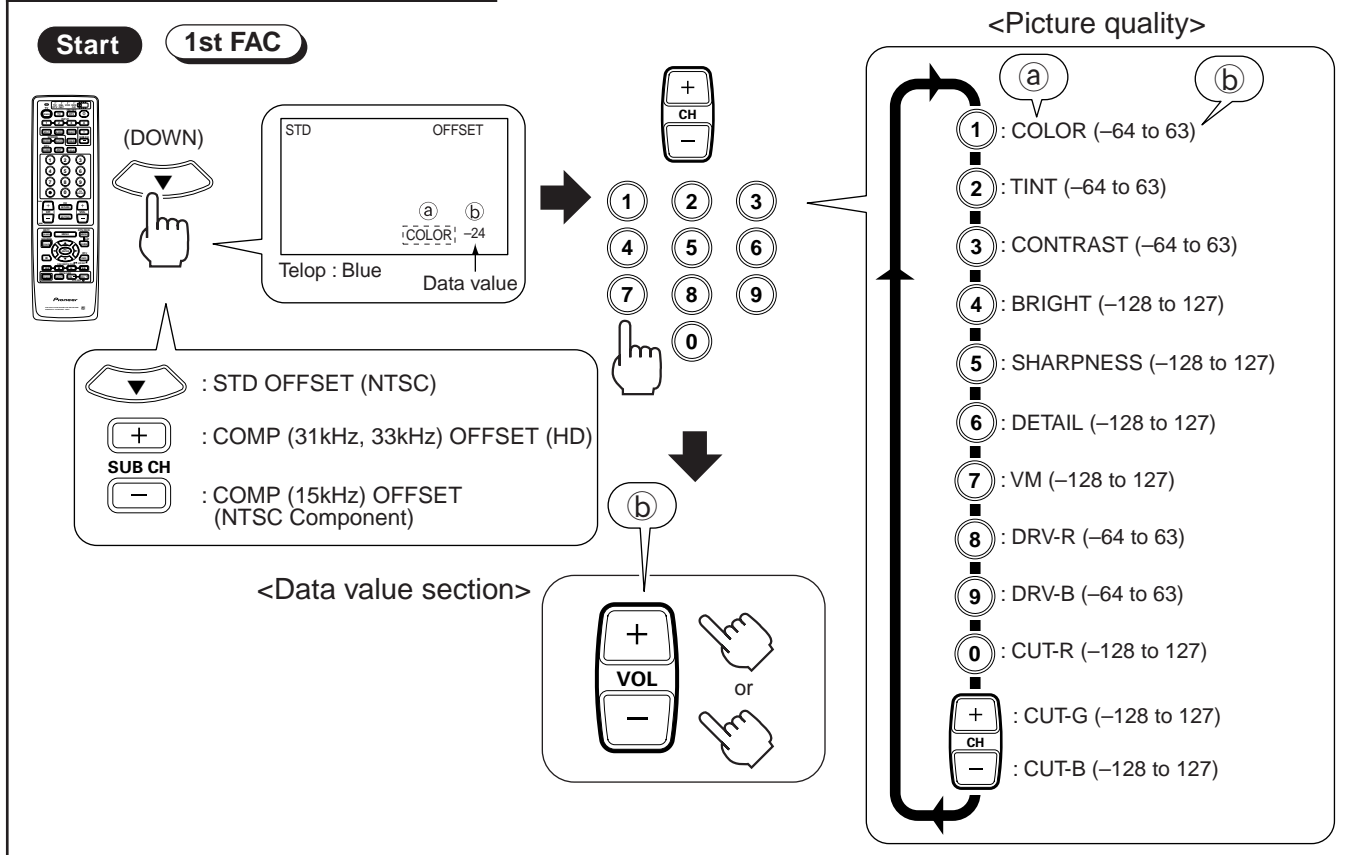 Start
1st FAC
(DOWN)
Pioneer
STD OFFSET
ⓐ ⓑ
COLOR –24
Telop : Blue
Data value
▼ : STD OFFSET (NTSC)
+ : COMP (31kHz, 33kHz) OFFSET (HD)
SUB CH
– : COMP (15kHz) OFFSET
(NTSC Component)
+
CH
–
1 2 3
4 5 6
7 8 9
0
<Data value section>
ⓑ
+
VOL
–
or
<Picture quality>
ⓐ ⓑ
1 : COLOR (–64 to 63)
2 : TINT (–64 to 63)
3 : CONTRAST (–64 to 63)
4 : BRIGHT (–128 to 127)
5 : SHARPNESS (–128 to 127)
6 : DETAIL (–128 to 127)
7 : VM (–128 to 127)
8 : DRV-R (–64 to 63)
9 : DRV-B (–64 to 63)
0 : CUT-R (–128 to 127)
+ : CUT-G (–128 to 127)
CH
– : CUT-B (–128 to 127)